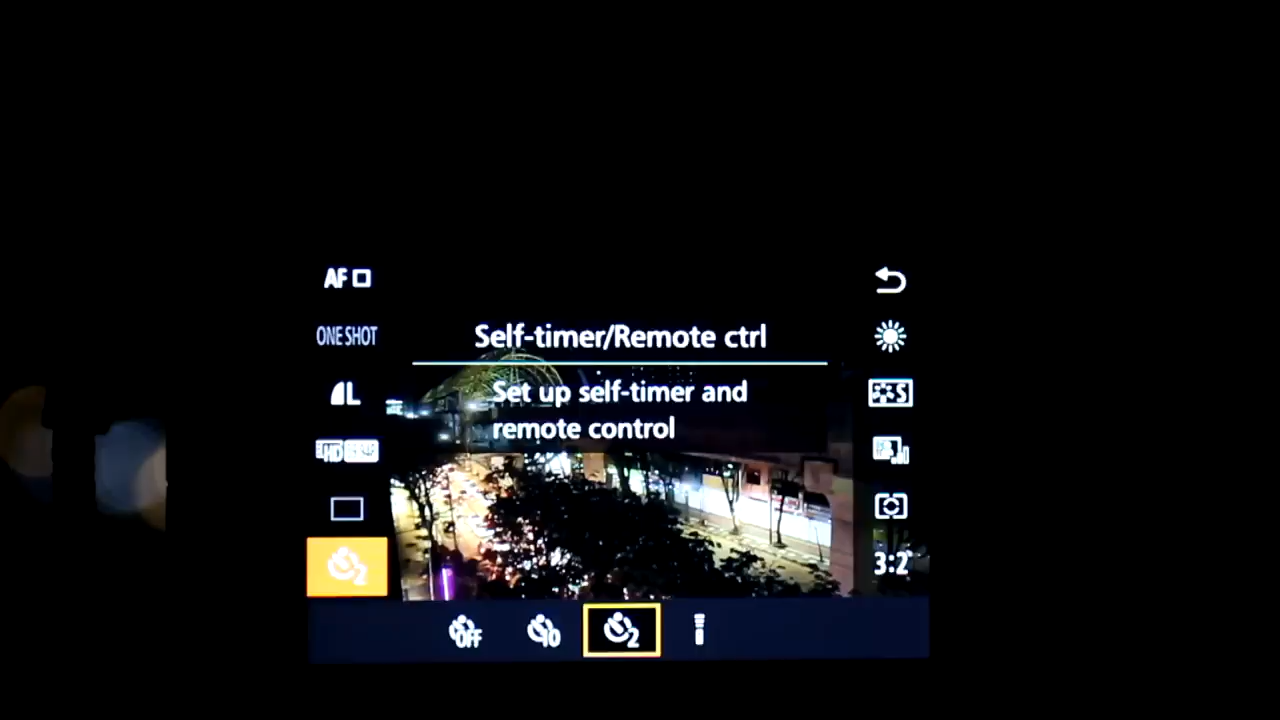 AF
ONE SHOT
Self-timer/Remote ctrl
L
Set up self-timer and
remote control
S
HD
2
3:2
OFF
10
2